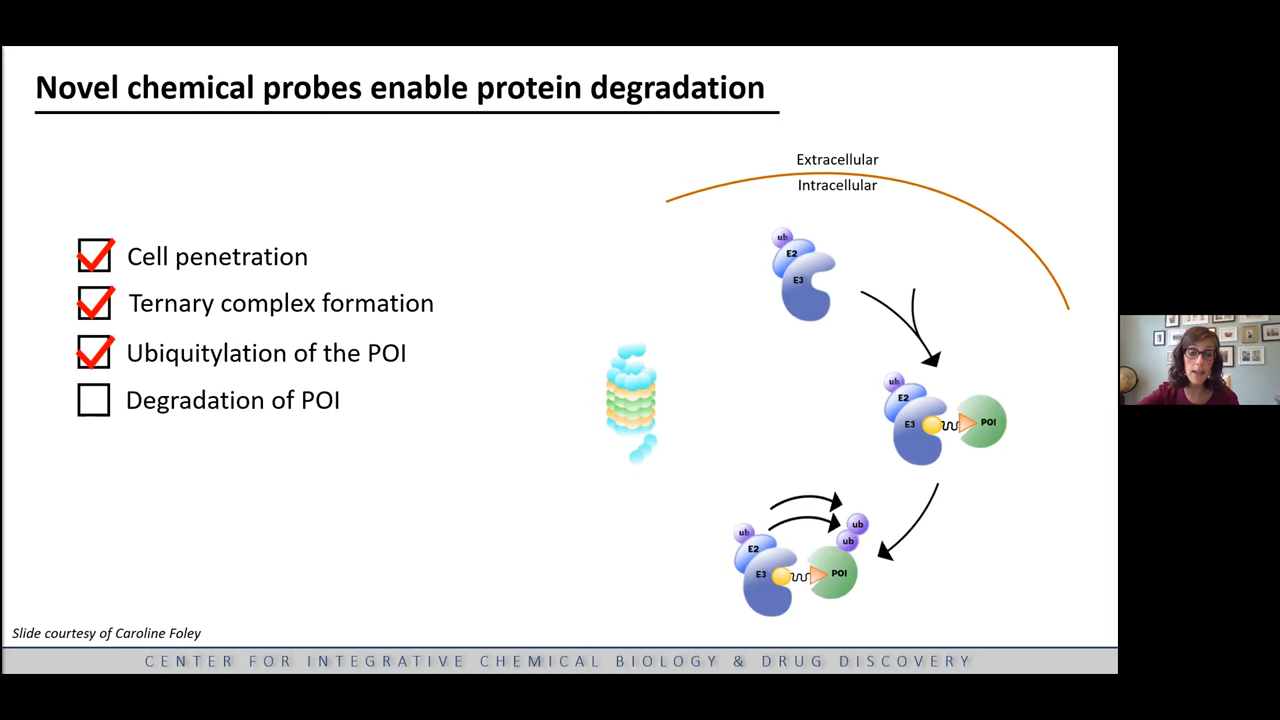 Novel chemical probes enable protein degradation
Extracellular
Intracellular
Cell penetration
Ternary complex formation
Ubiquitylation of the POI
Degradation of POI
ub
E2
E3
ub
E2
E3
POI
ub
ub
ub
E2
E3
POI
Slide courtesy of Caroline Foley
CENTER FOR INTEGRATIVE CHEMICAL BIOLOGY & DRUG DISCOVERY